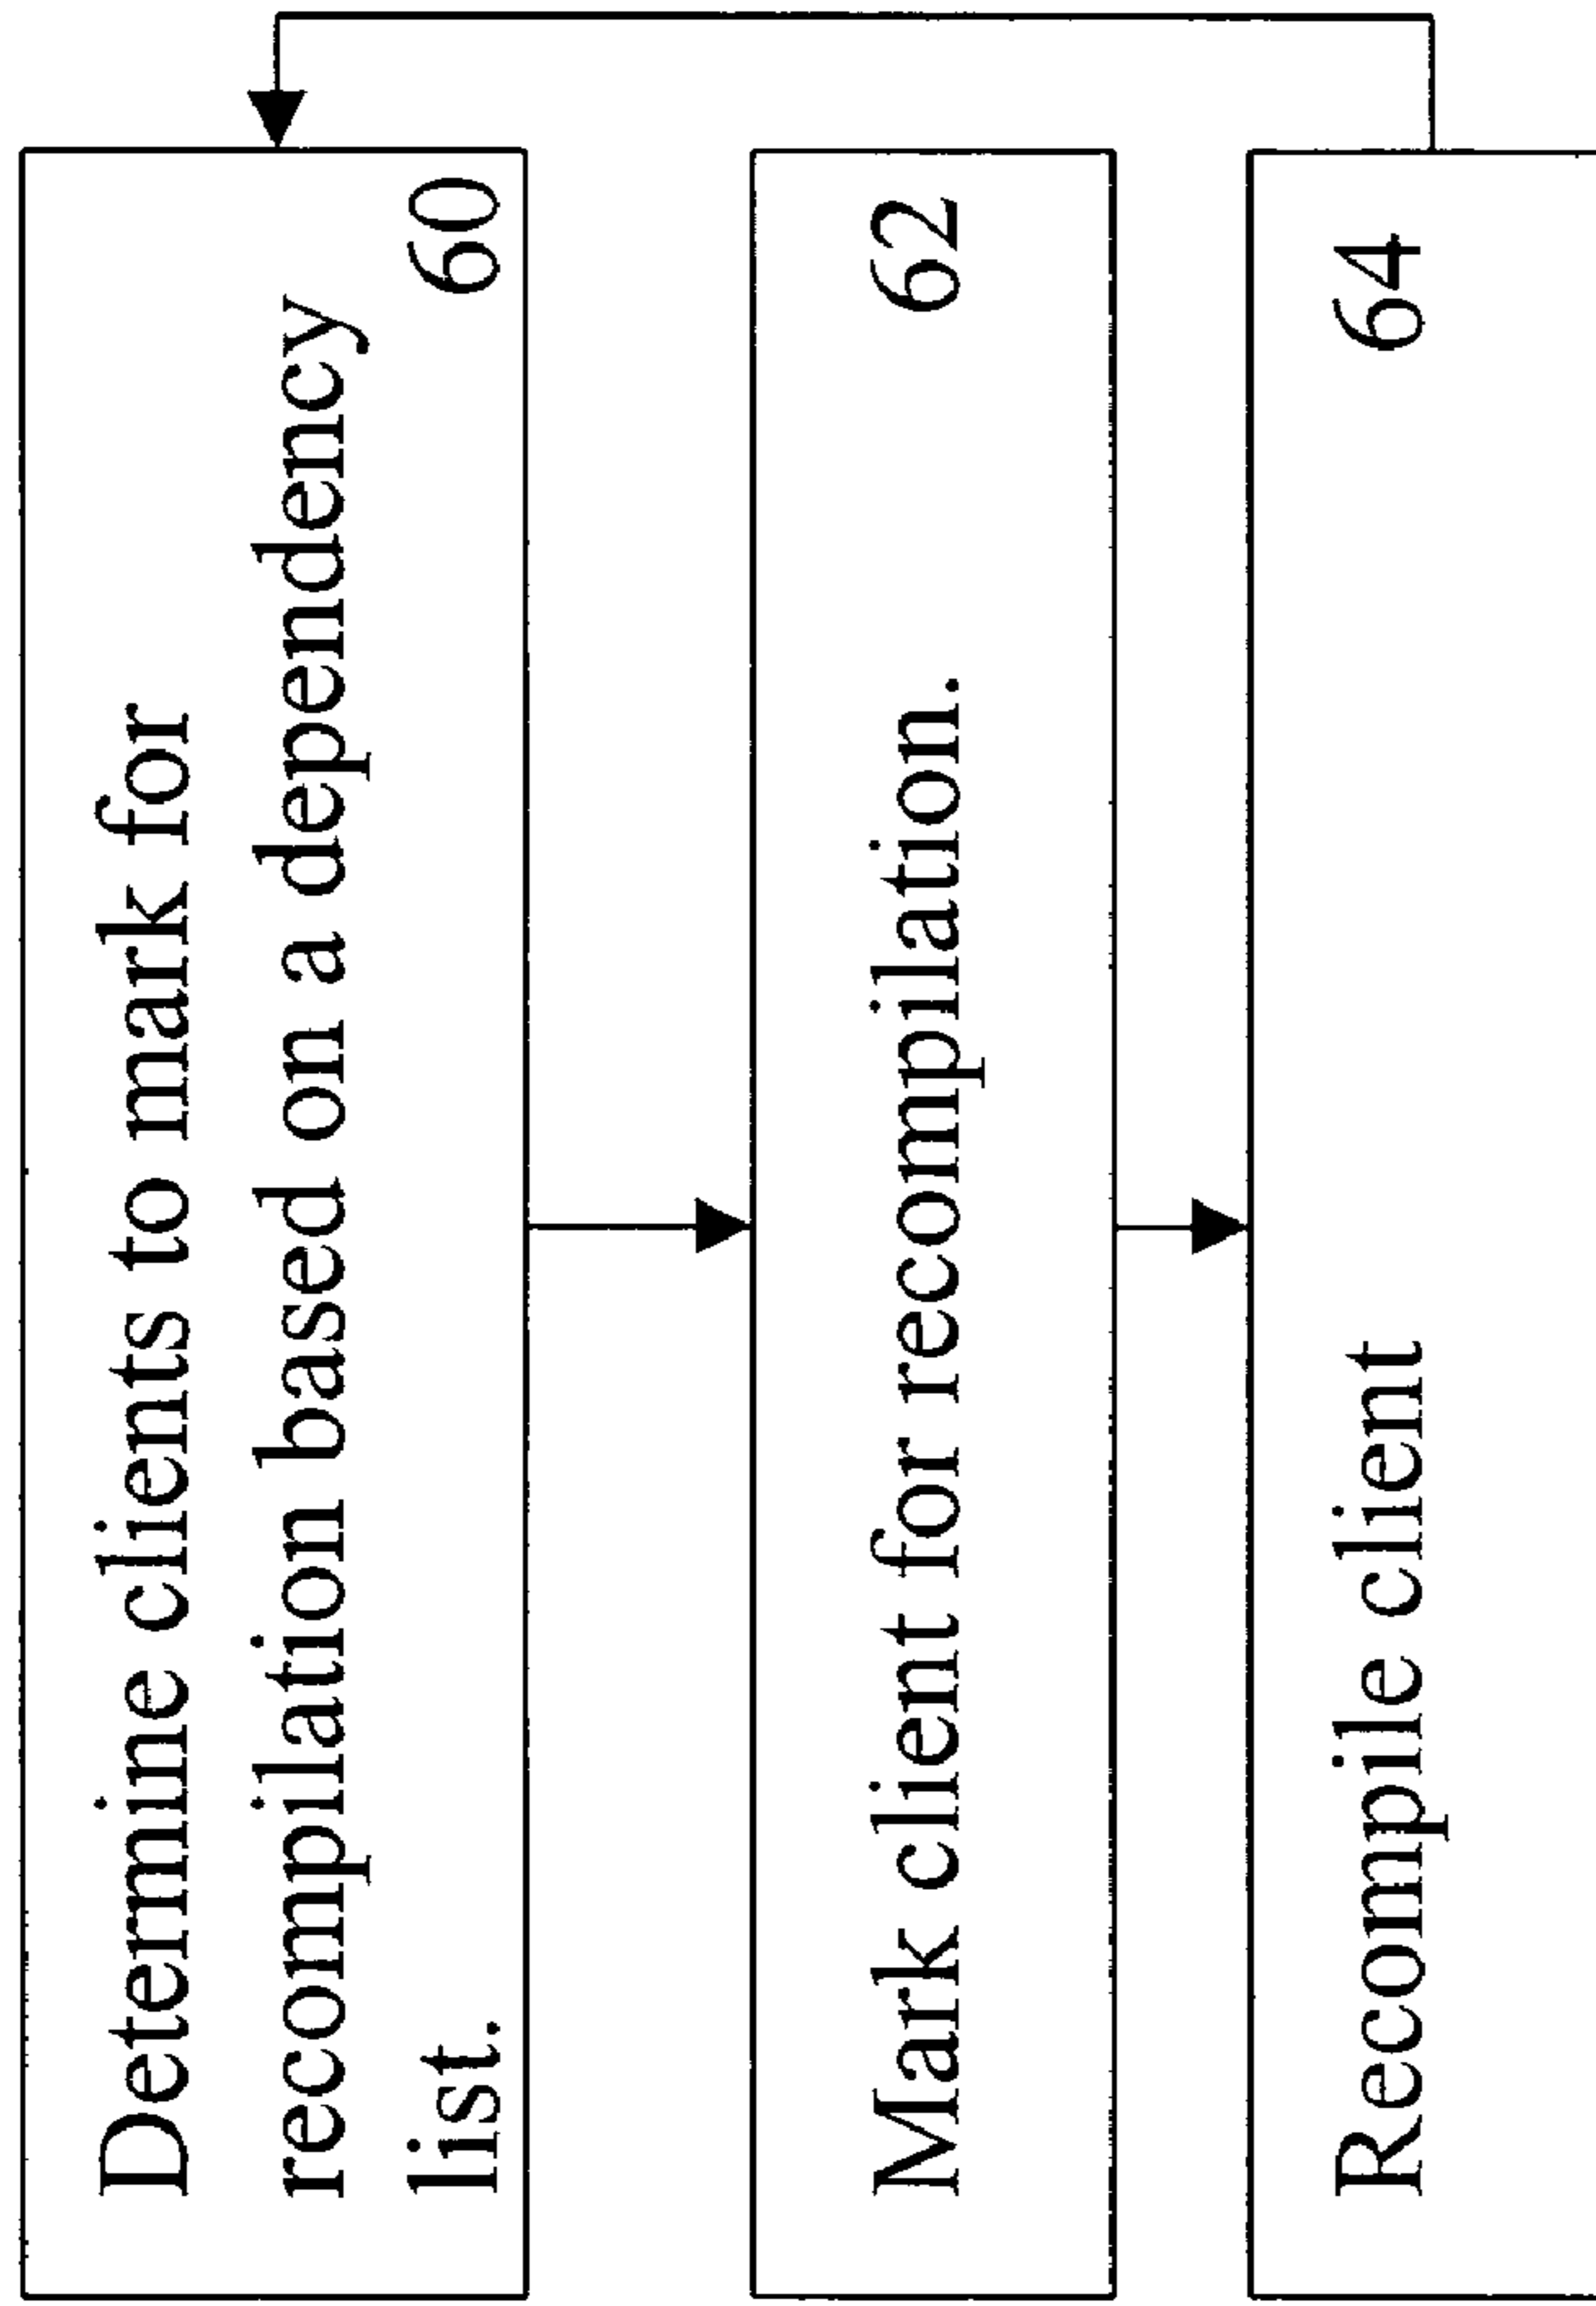 Determine clients to mark for
recompilation based on a dependency
list. 60
Mark client for recompilation. 62
Recompile client 64